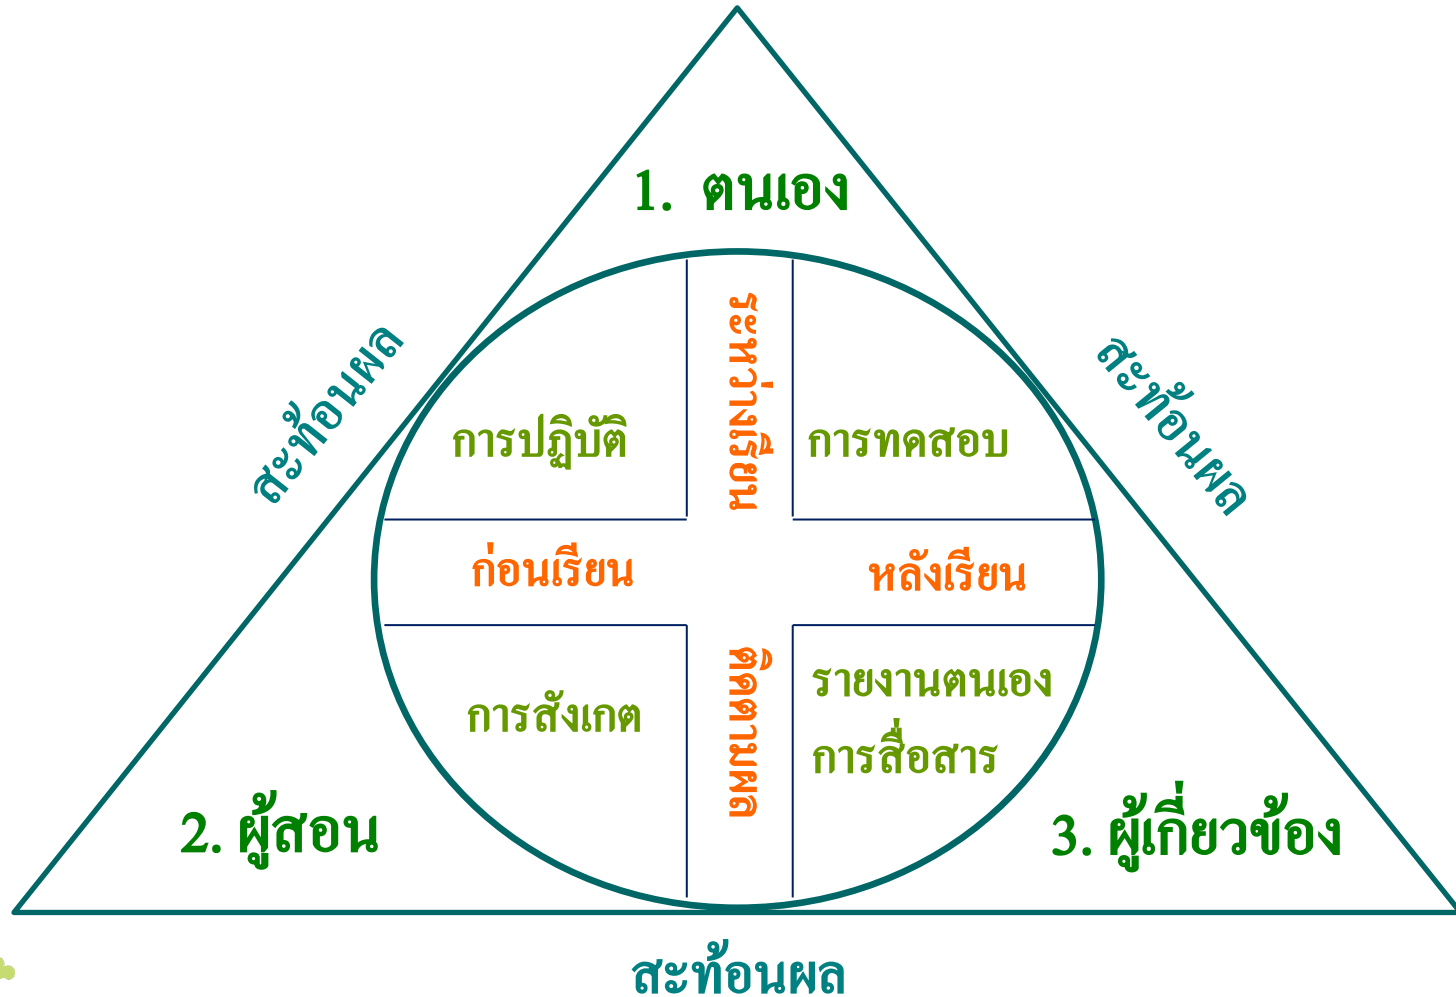 1. ตนเอง
สะท้อนผล
สะท้อนผล
ระหว่างเรียน
การปฏิบัติ
การทดสอบ
ก่อนเรียน
หลังเรียน
ติดตามผล
การสังเกต
รายงานตนเอง
การสื่อสาร
2. ผู้สอน
3. ผู้เกี่ยวข้อง
สะท้อนผล